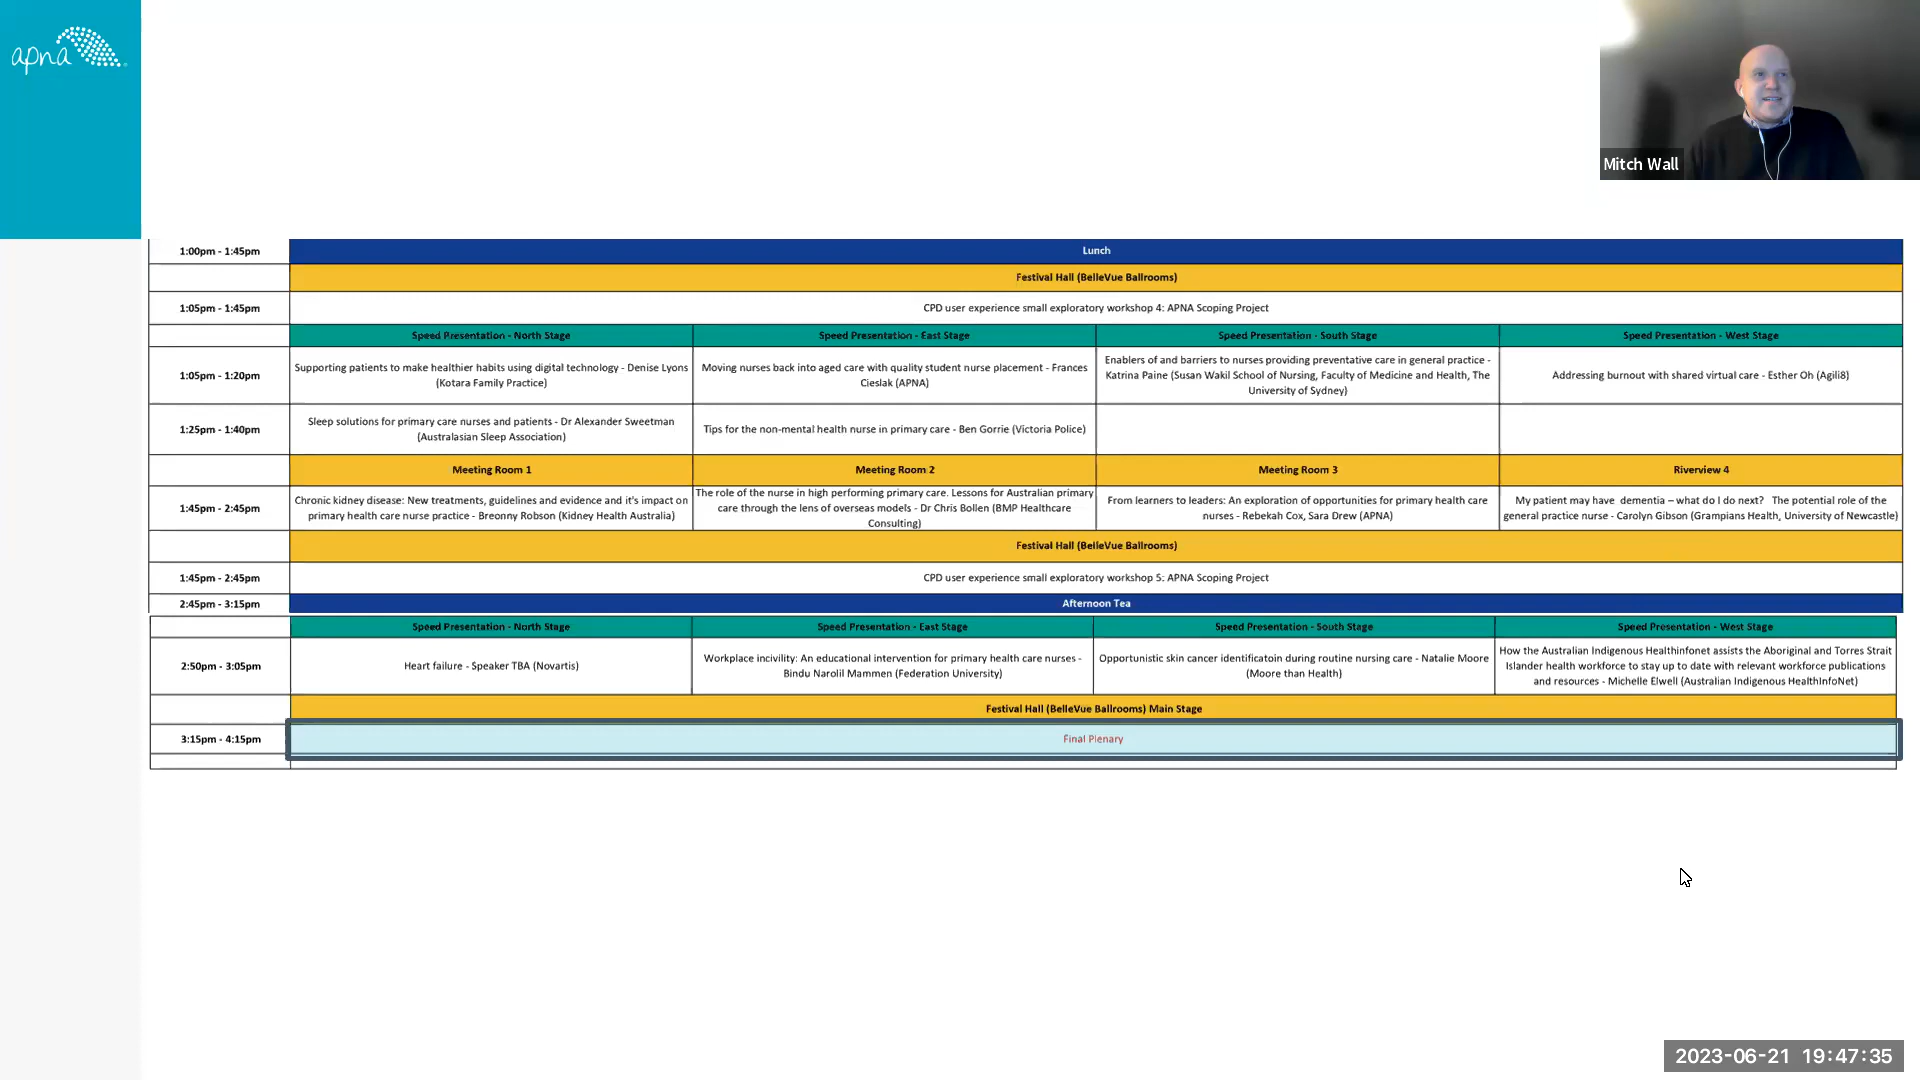 apna
Mitch Wall
1:00pm - 1:45pm
Lunch
Festival Hall (BelleVue Ballrooms)
1:05pm - 1:45pm
CPD user experience small exploratory workshop 4: APNA Scoping Project
Speed Presentation - North Stage
Speed Presentation - East Stage
Speed Presentation - South Stage
Speed Presentation - West Stage
1:05pm - 1:20pm
Supporting patients to make healthier habits using digital technology - Denise Lyons
(Kotara Family Practice)
Moving nurses back into aged care with quality student nurse placement - Frances
Cieslak (APNA)
Enablers of and barriers to nurses providing preventative care in general practice -
Katrina Paine (Susan Wakil School of Nursing, Faculty of Medicine and Health, The
University of Sydney)
Addressing burnout with shared virtual care - Esther Oh (Agili8)
1:25pm - 1:40pm
Sleep solutions for primary care nurses and patients - Dr Alexander Sweetman
(Australasian Sleep Association)
Tips for the non-mental health nurse in primary care - Ben Gorrie (Victoria Police)
Meeting Room 1
Meeting Room 2
Meeting Room 3
Riverview 4
1:45pm - 2:45pm
Chronic kidney disease: New treatments, guidelines and evidence and it's impact on
primary health care nurse practice - Breonny Robson (Kidney Health Australia)
The role of the nurse in high performing primary care. Lessons for Australian primary
care through the lens of overseas models - Dr Chris Bollen (BMP Healthcare
Consulting)
From learners to leaders: An exploration of opportunities for primary health care
nurses - Rebekah Cox, Sara Drew (APNA)
My patient may have dementia – what do I do next? The potential role of the
general practice nurse - Carolyn Gibson (Grampians Health, University of Newcastle)
Festival Hall (BelleVue Ballrooms)
1:45pm - 2:45pm
CPD user experience small exploratory workshop 5: APNA Scoping Project
2:45pm - 3:15pm
Afternoon Tea
Speed Presentation - North Stage
Speed Presentation - East Stage
Speed Presentation - South Stage
Speed Presentation - West Stage
2:50pm - 3:05pm
Heart failure - Speaker TBA (Novartis)
Workplace incivility: An educational intervention for primary health care nurses -
Bindu Narolil Mammen (Federation University)
Opportunistic skin cancer identificatoin during routine nursing care - Natalie Moore
(Moore than Health)
How the Australian Indigenous Healthinfonet assists the Aboriginal and Torres Strait
Islander health workforce to stay up to date with relevant workforce publications
and resources - Michelle Elwell (Australian Indigenous HealthInfoNet)
Festival Hall (BelleVue Ballrooms) Main Stage
3:15pm - 4:15pm
Final Plenary
2023-06-21 19:47:35